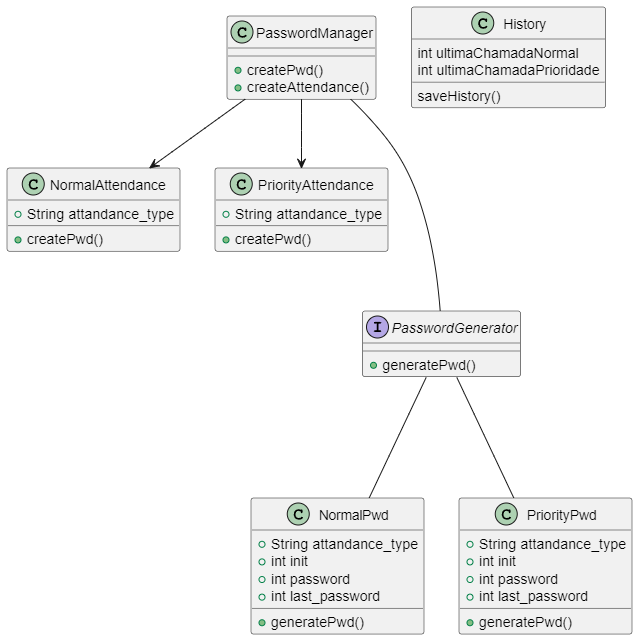 C PasswordManager
createPwd()
createAttendance()
C History
int ultimaChamadaNormal
int ultimaChamadaPrioridade
saveHistory()
C NormalAttendance
String attandance_type
createPwd()
C PriorityAttendance
String attandance_type
createPwd()
I PasswordGenerator
generatePwd()
C NormalPwd
String attandance_type
int init
int password
int last_password
generatePwd()
C PriorityPwd
String attandance_type
int init
int password
int last_password
generatePwd()